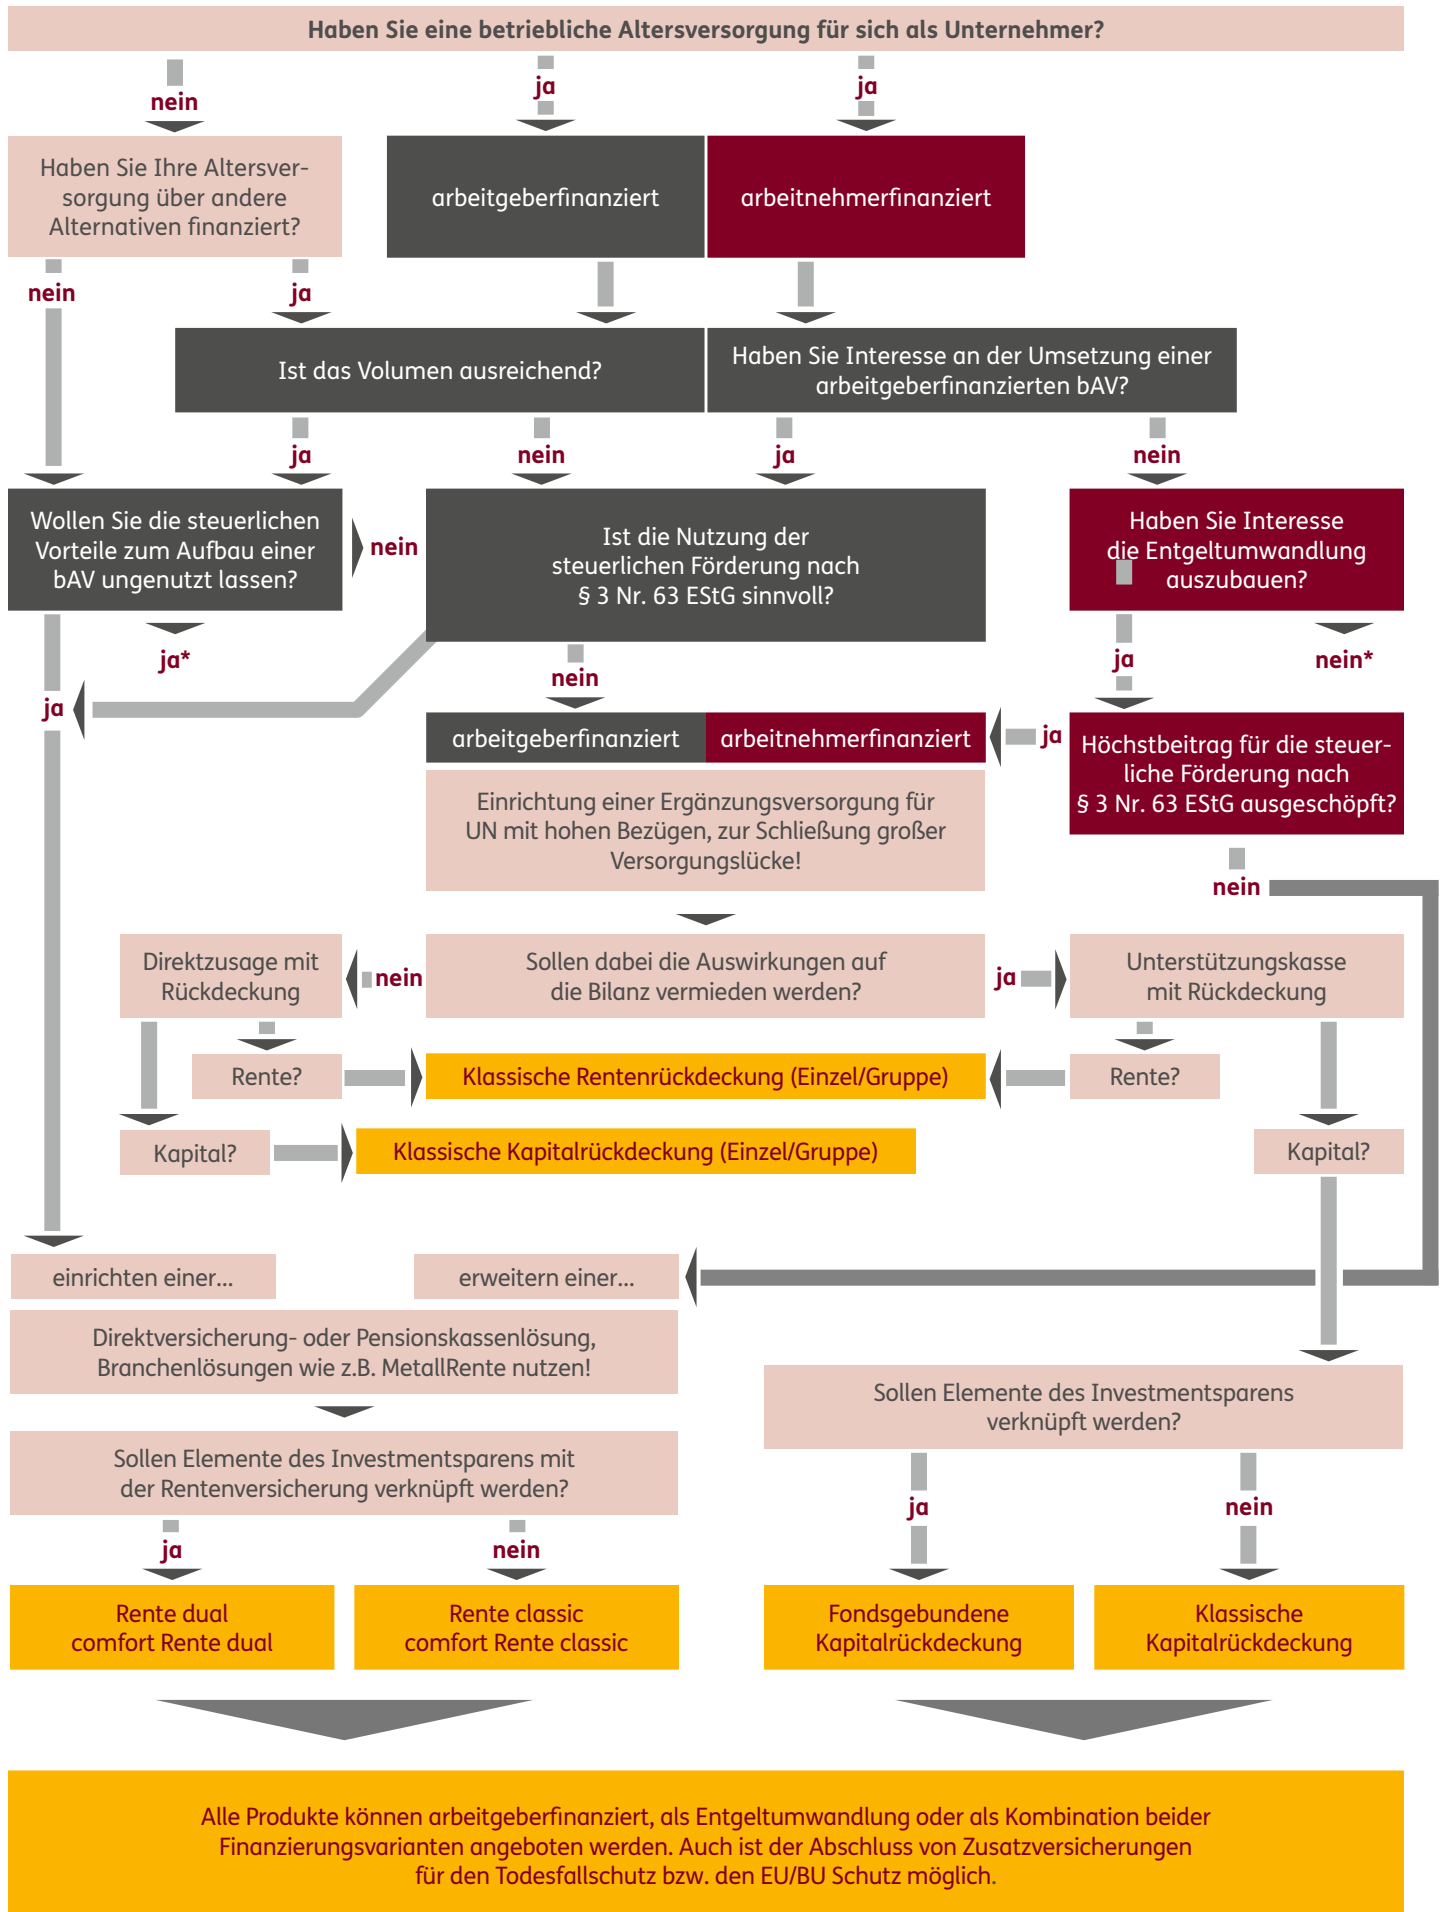 Haben Sie eine betriebliche Altersversorgung für sich als Unternehmer?
nein
ja
ja
Haben Sie Ihre Altersver-
sorgung über andere
Alternativen finanziert?
arbeitgeberfinanziert
arbeitnehmerfinanziert
nein
ja
Ist das Volumen ausreichend?
Haben Sie Interesse an der Umsetzung einer
arbeitgeberfinanzierten bAV?
ja
nein
ja
nein
Wollen Sie die steuerlichen
Vorteile zum Aufbau einer
bAV ungenutzt lassen?
nein
Ist die Nutzung der
steuerlichen Förderung nach
§ 3 Nr. 63 EStG sinnvoll?
Haben Sie Interesse
die Entgeltumwandlung
auszubauen?
ja*
nein
ja
nein*
ja
arbeitgeberfinanziert
arbeitnehmerfinanziert
ja
Höchstbeitrag für die steuer-
liche Förderung nach
§ 3 Nr. 63 EStG ausgeschöpft?
Einrichtung einer Ergänzungsversorgung für
UN mit hohen Bezügen, zur Schließung großer
Versorgungslücke!
nein
Direktzusage mit
Rückdeckung
nein
Sollen dabei die Auswirkungen auf
die Bilanz vermieden werden?
ja
Unterstützungskasse
mit Rückdeckung
Rente?
Klassische Rentenrückdeckung (Einzel/Gruppe)
Rente?
Kapital?
Klassische Kapitalrückdeckung (Einzel/Gruppe)
Kapital?
einrichten einer...
erweitern einer...
Direktversicherung- oder Pensionskassenlösung,
Branchenlösungen wie z.B. MetallRente nutzen!
Sollen Elemente des Investmentsparens
verknüpft werden?
Sollen Elemente des Investmentsparens mit
der Rentenversicherung verknüpft werden?
ja
nein
ja
nein
Rente dual
comfort Rente dual
Rente classic
comfort Rente classic
Fondsgebundene
Kapitalrückdeckung
Klassische
Kapitalrückdeckung
Alle Produkte können arbeitgeberfinanziert, als Entgeltumwandlung oder als Kombination beider
Finanzierungsvarianten angeboten werden. Auch ist der Abschluss von Zusatzversicherungen
für den Todesfallschutz bzw. den EU/BU Schutz möglich.